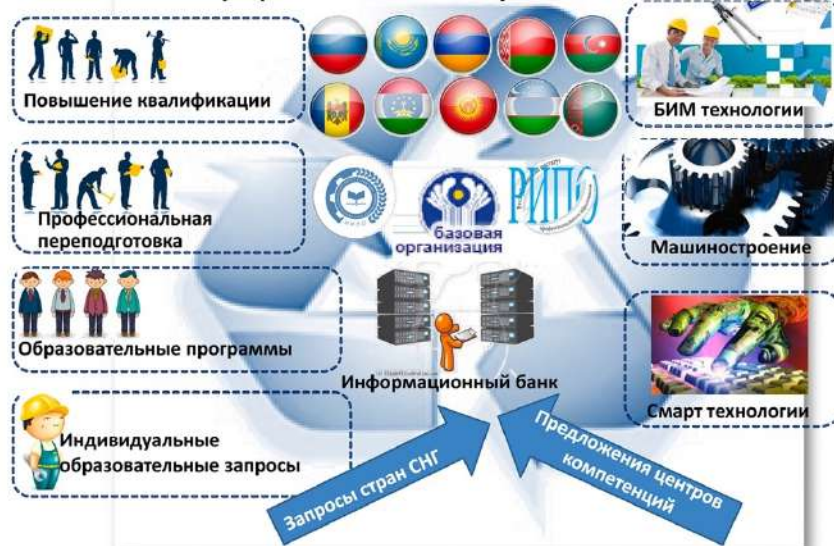 Повышение квалификации
БИМ технологии
РИПО
Профессиональная
переподготовка
базовая
организация
Машиностроение
Образовательные программы
Информационный банк
Смарт технологии
Индивидуальные
образовательные запросы
Запросы стран СНГ
Предложения центров
компетенций